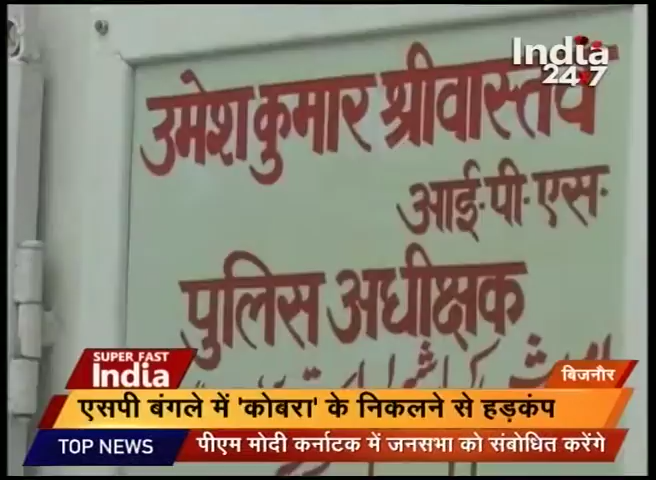 India
24x7
उमेश कुमार श्रीवास्तव
आई·पी·एस·
पुलिस अधीक्षक
SUPER FAST
India
बिजनौर
एसपी बंगले में 'कोबरा' के निकलने से हड़कंप
TOP NEWS
पीएम मोदी कर्नाटक में जनसभा को संबोधित करेंगे